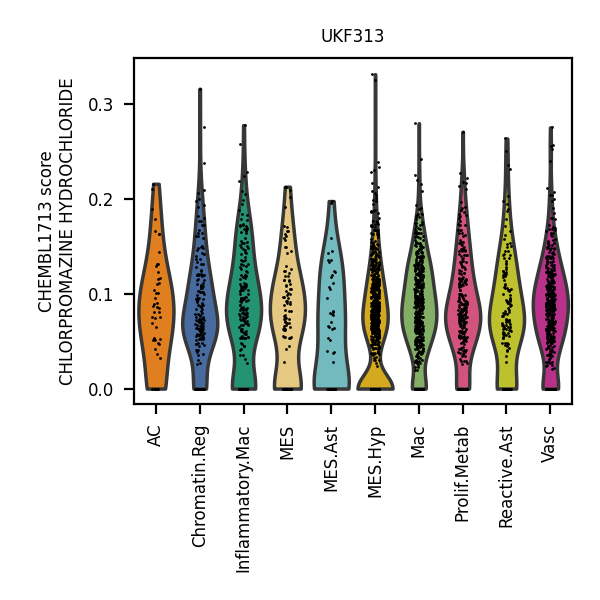 UKF313
CHEMBL1713 score
CHLORPROMAZINE HYDROCHLORIDE
0.3
0.2
0.1
0.0
AC
Chromatin.Reg
Inflammatory.Mac
MES
MES.Ast
MES.Hyp
Mac
Prolif.Metab
Reactive.Ast
Vasc